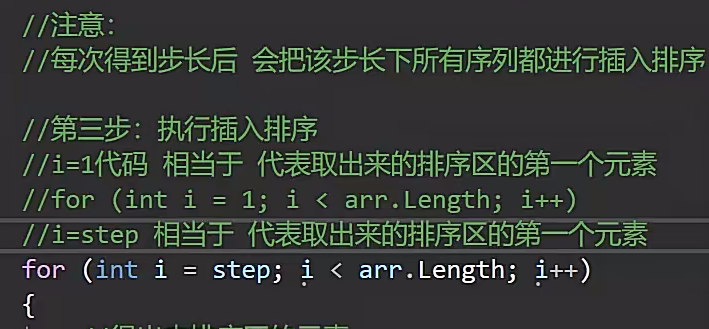 //注意:
//每次得到步长后 会把该步长下所有序列都进行插入排序
//第三步: 执行插入排序
//i=1代码 相当于 代表取出来的排序区的第一个元素
//for (int i = 1; i < arr.Length; i++)
//i=step 相当于 代表取出来的排序区的第一个元素
for (int i = step; i < arr.Length; i++)
{